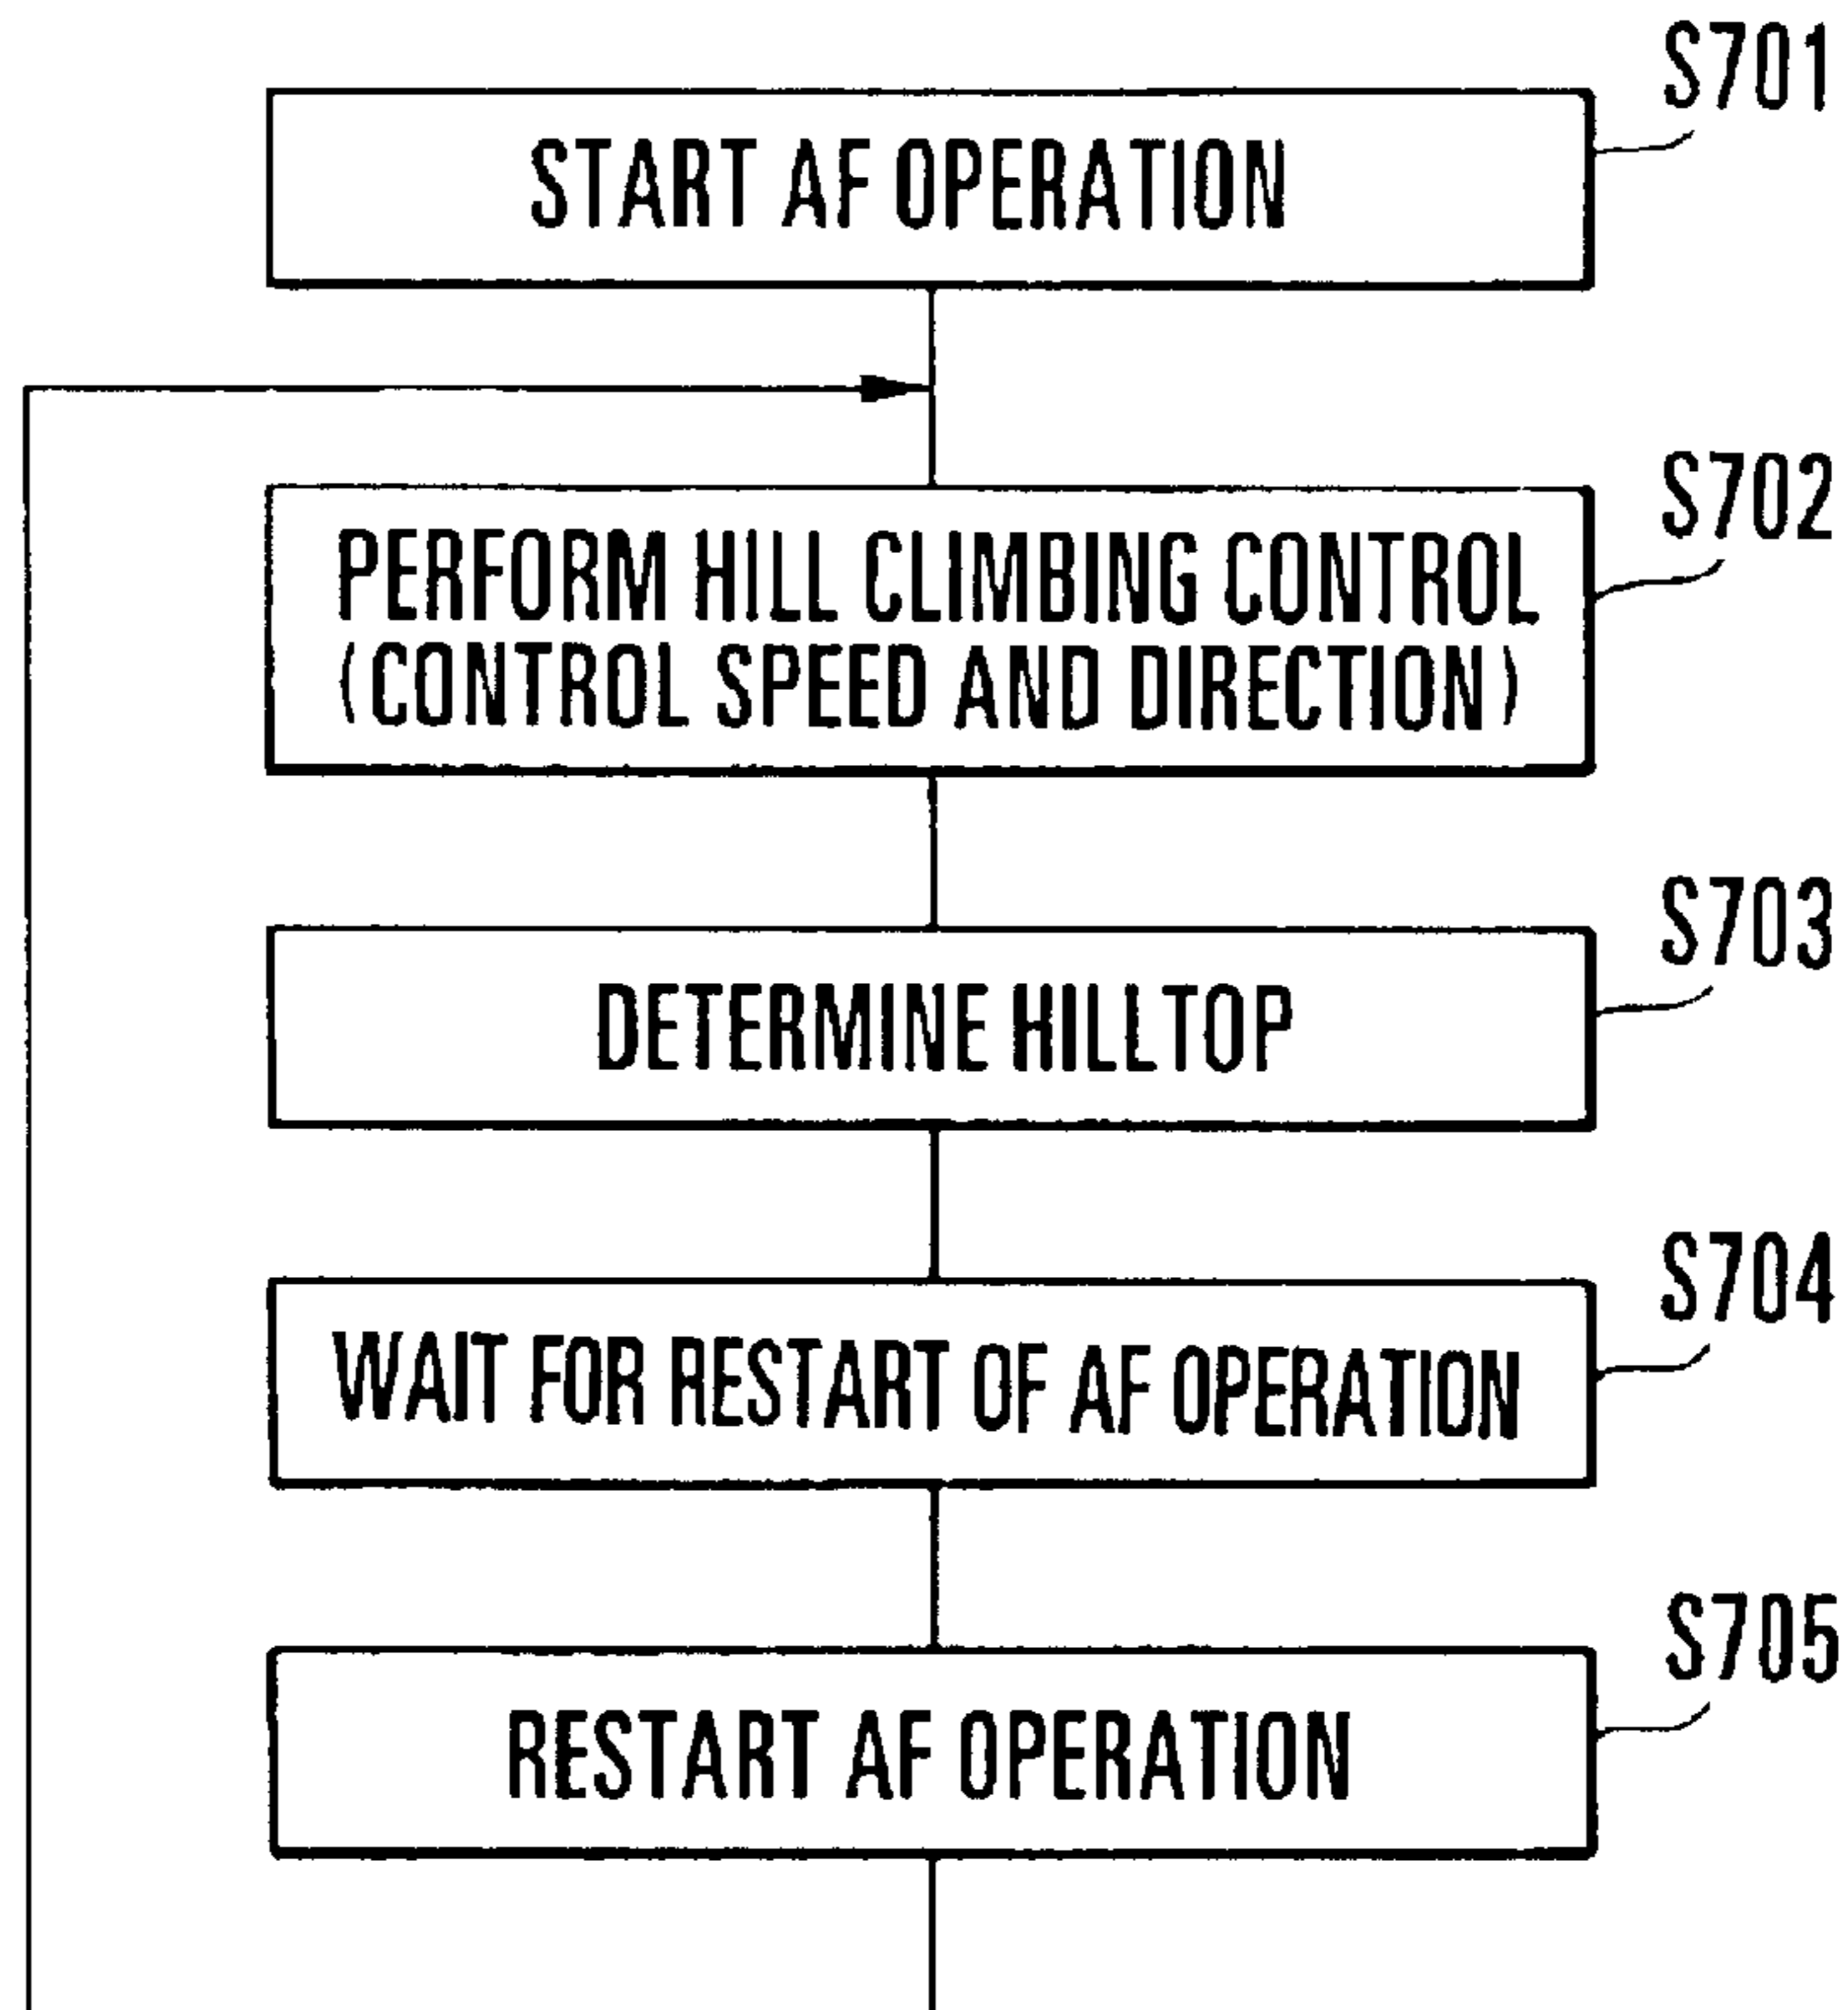 S701
START AF OPERATION
S702
PERFORM HILL CLIMBING CONTROL
(CONTROL SPEED AND DIRECTION)
S703
DETERMINE HILLTOP
S704
WAIT FOR RESTART OF AF OPERATION
S705
RESTART AF OPERATION